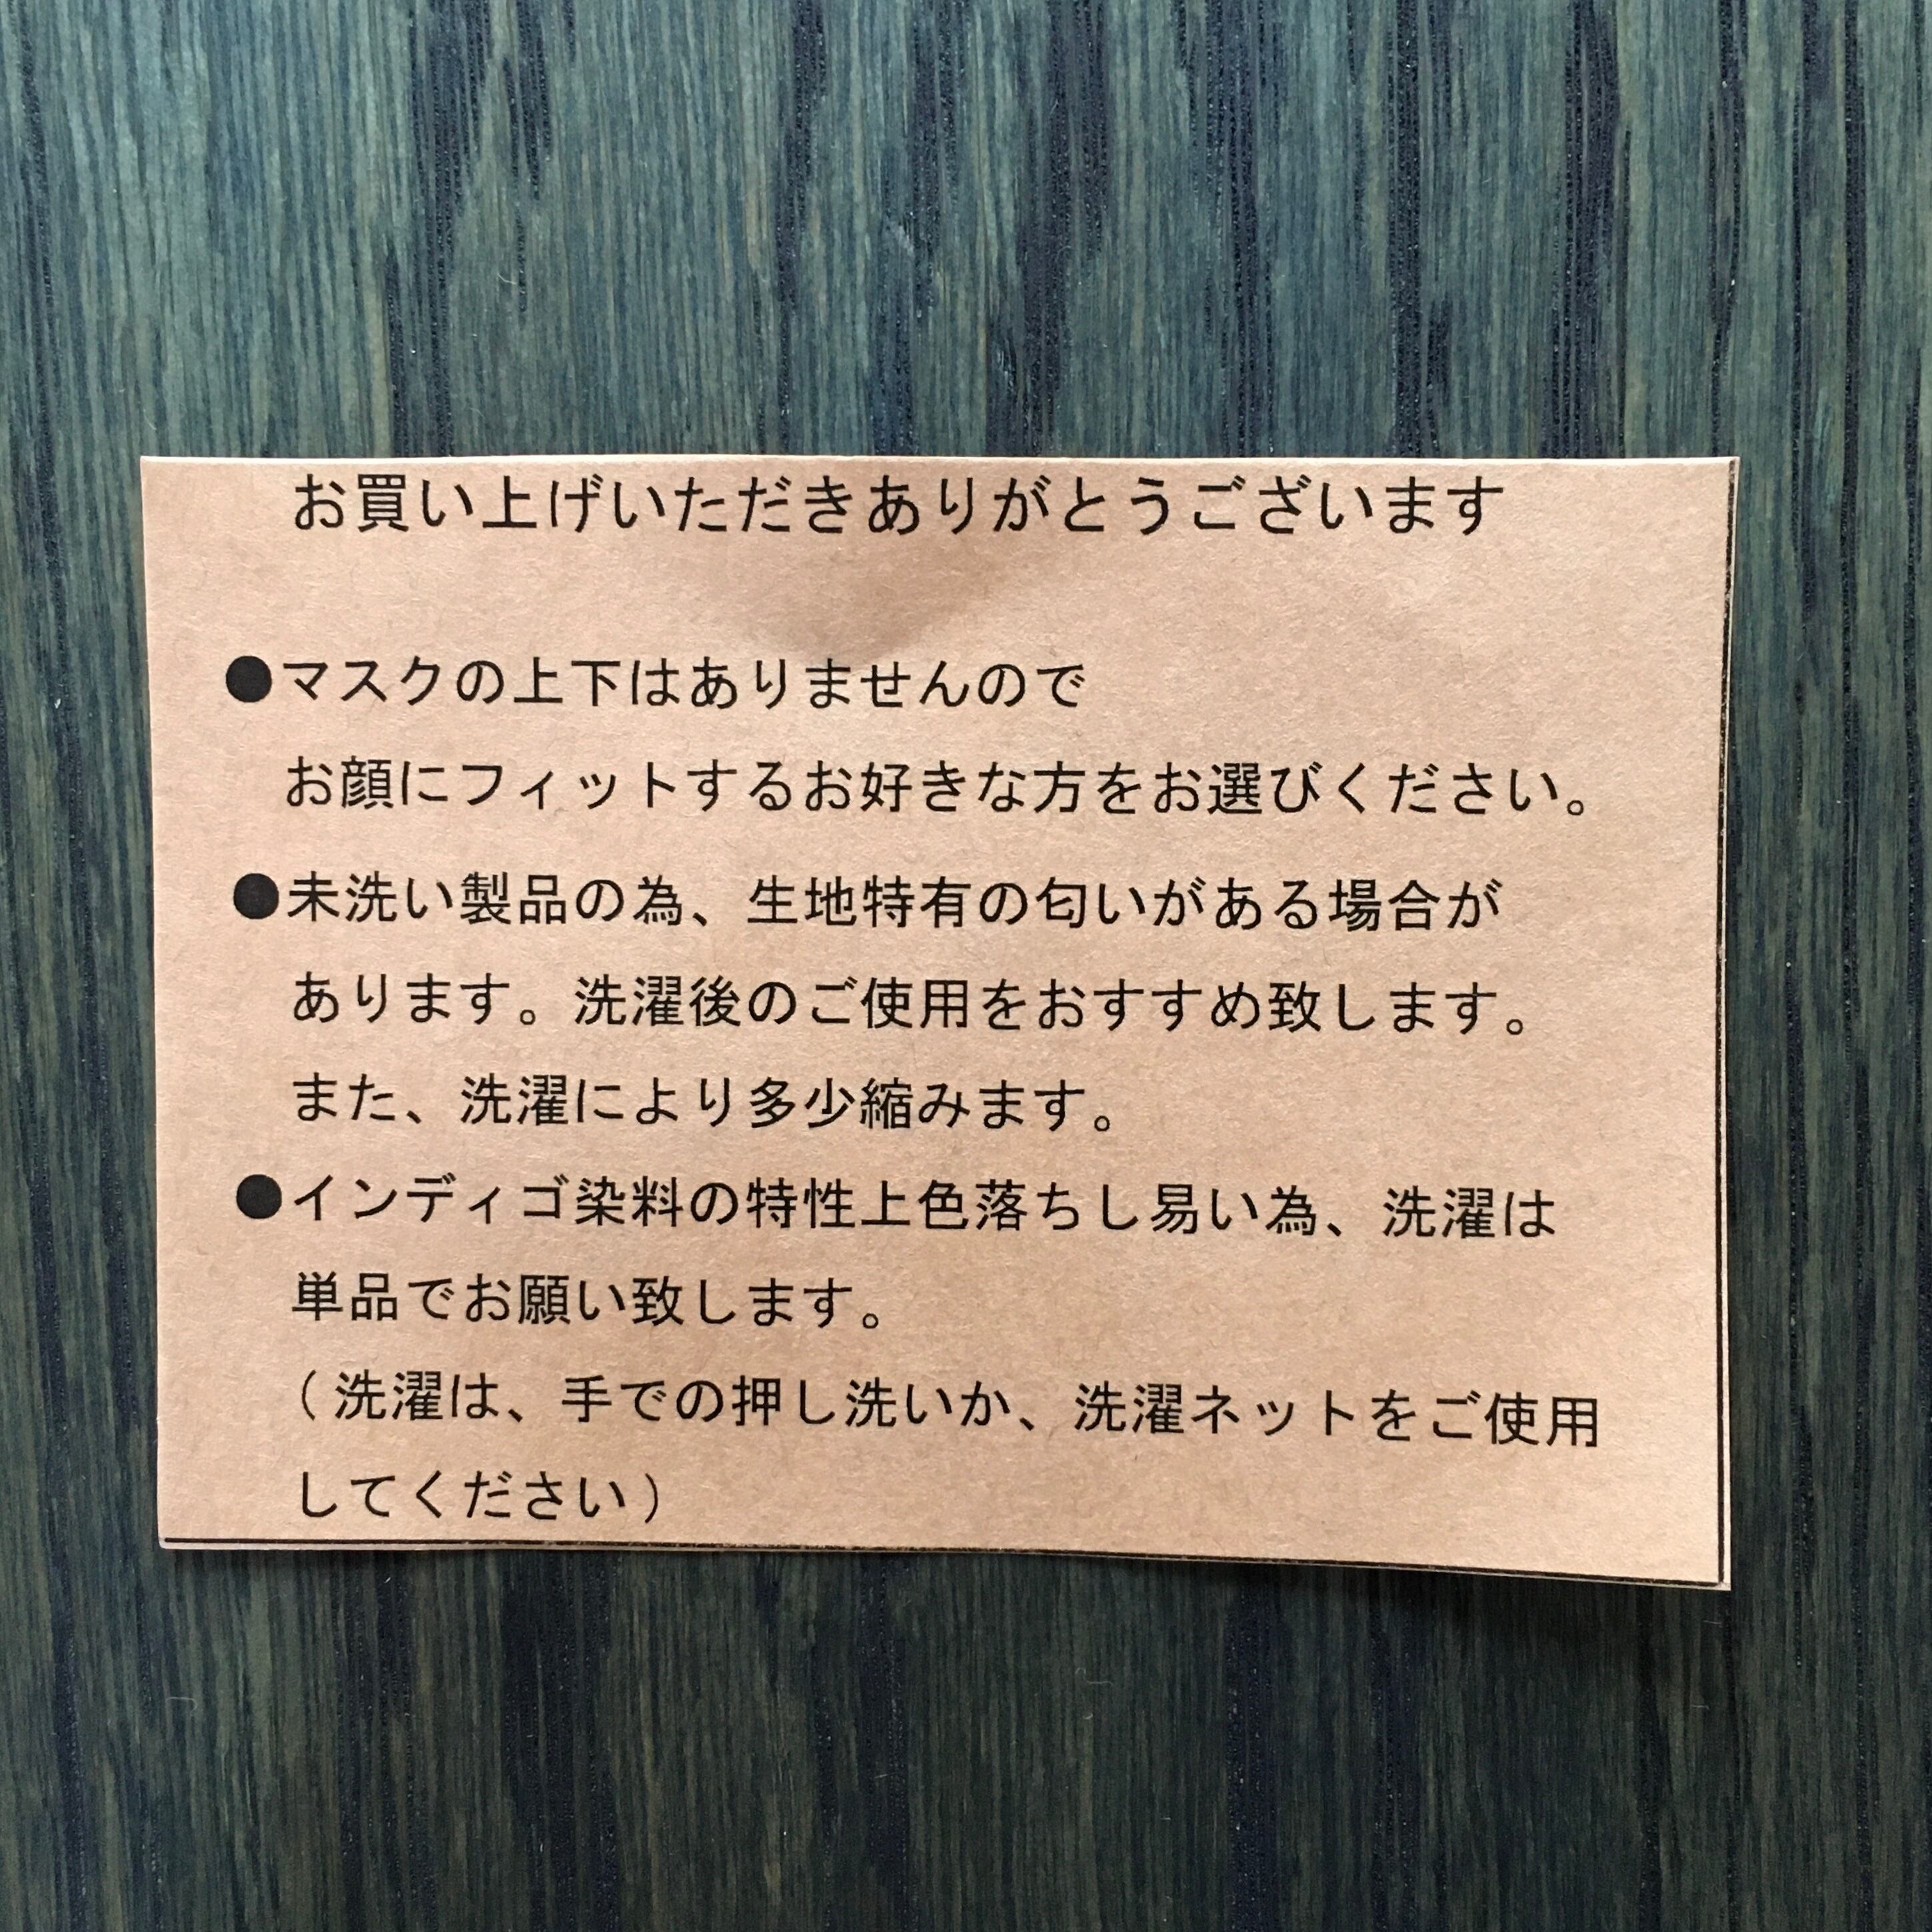 お買い上げいただきありがとうございます
●マスクの上下はありませんので
お顔にフィットするお好きな方をお選びください。
●未洗い製品の為、生地特有の匂いがある場合が
あります。洗濯後のご使用をおすすめ致します。
また、洗濯により多少縮みます。
●インディゴ染料の特性上色落ちし易い為、洗濯は
単品でお願い致します。
（洗濯は、手での押し洗いか、洗濯ネットをご使用
してください）